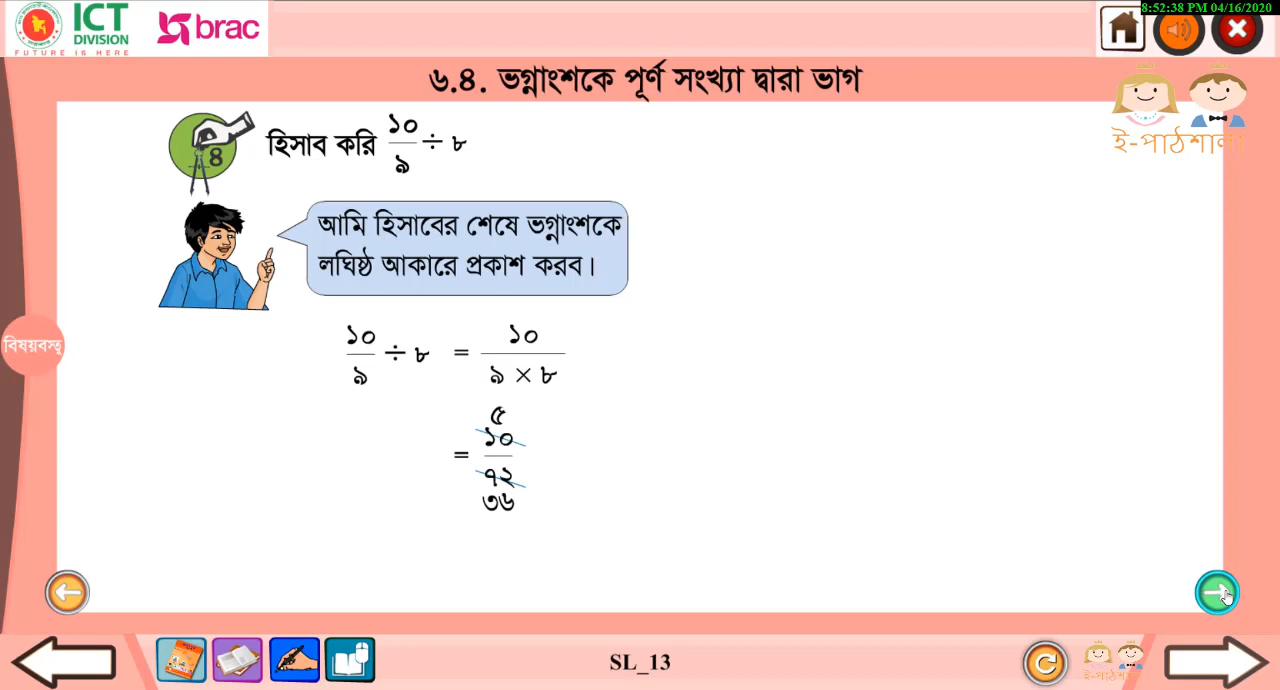 8:52:38 PM 04/16/2020
ICT
DIVISION
FUTURE IS HERE
brac
৬.৪. ভগ্নাংশকে পূর্ণ সংখ্যা দ্বারা ভাগ
ই-পাঠশালা
৪
হিসাব করি ১০/৯ ÷ ৮
আমি হিসাবের শেষে ভগ্নাংশকে
লঘিষ্ঠ আকারে প্রকাশ করব।
বিষয়বস্তু
১০/৯ ÷ ৮ = ১০/(৯ × ৮)
৫
= ১০/৭২
৩৬
SL_13
ই-পাঠশালা